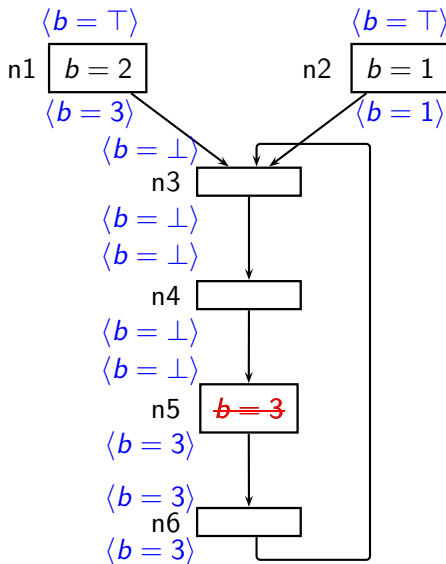 ⟨b = ⊤⟩ ⟨b = ⊤⟩
n1 b = 2 n2 b = 1
⟨b = 3⟩ ⟨b = 1⟩
⟨b = ⊥⟩
n3
⟨b = ⊥⟩
⟨b = ⊥⟩
n4
⟨b = ⊥⟩
⟨b = ⊥⟩
n5 b = 3
⟨b = 3⟩
⟨b = 3⟩
n6
⟨b = 3⟩